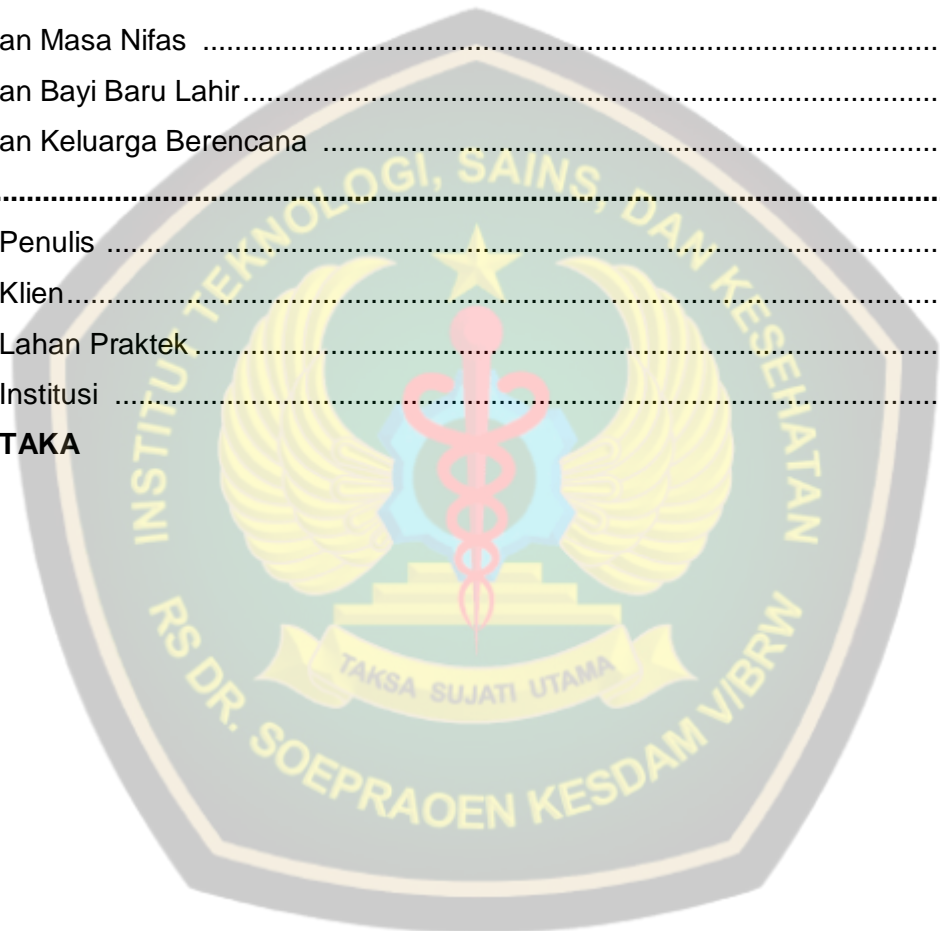 an Masa Nifas ........................................................................................
an Bayi Baru Lahir........................................................................................
an Keluarga Berencana ........................................................................................
........................................................................................
Penulis ........................................................................................
Klien........................................................................................
Lahan Praktek ........................................................................................
Institusi ........................................................................................
TAKA
INSTITUT TEKNOLOGI, SAINS, DAN KESEHATAN
TAKSA SUJATI UTAMA
RS DR. SOEPRAOEN KESDAM V/BRW